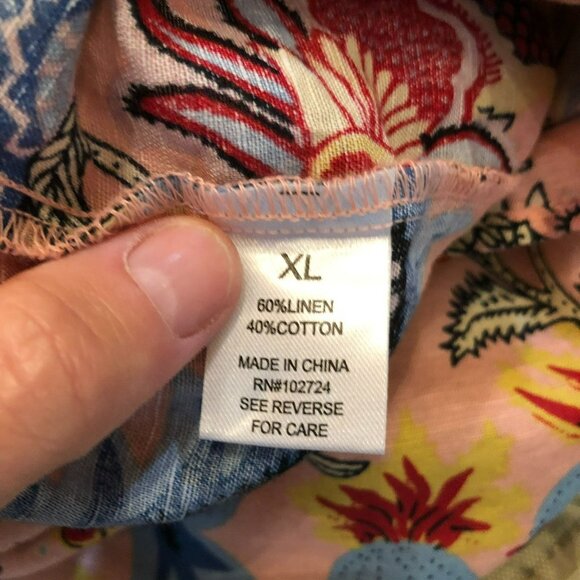 XL
60%LINEN
40%COTTON
MADE IN CHINA
RN#102724
SEE REVERSE
FOR CARE